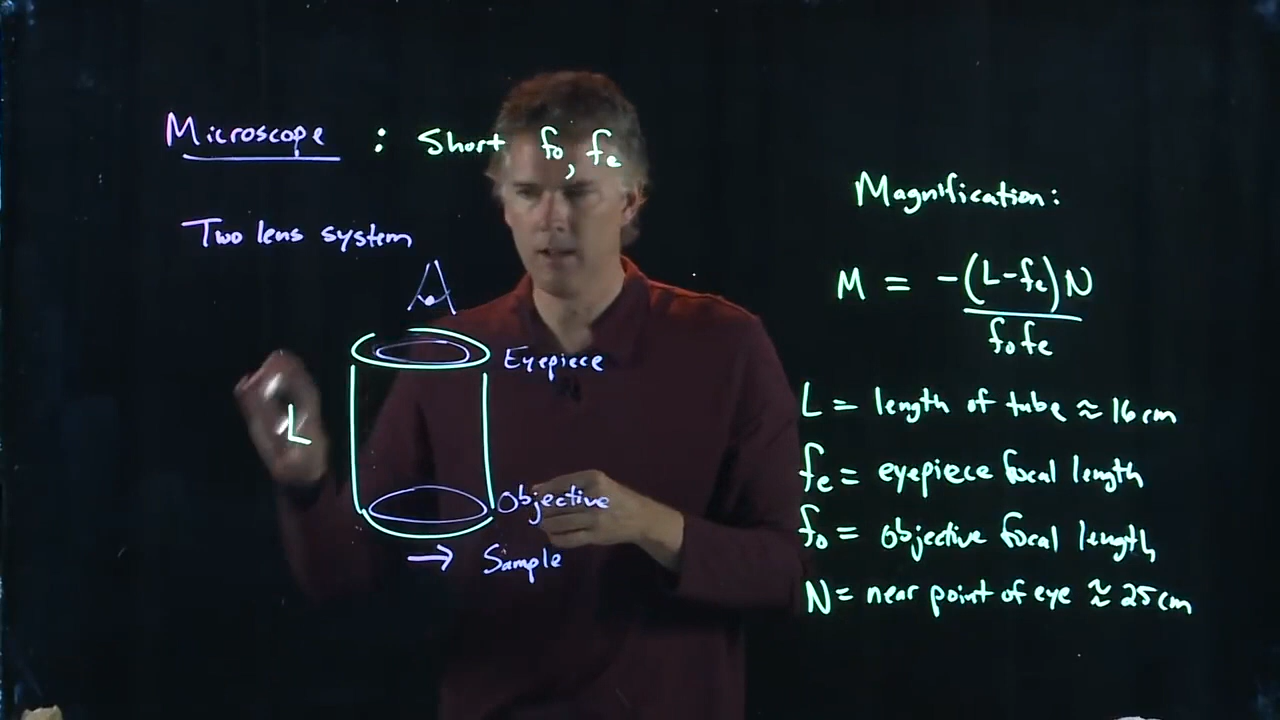 Microscope : Short fo, fe
Two lens system
Eyepiece
L
Objective
→ Sample
Magnification:
M = -(L-fe)N
fofe
L = length of tube ≈ 16 cm
fe = eyepiece focal length
fo = objective focal length
N = near point of eye ≈ 25 cm